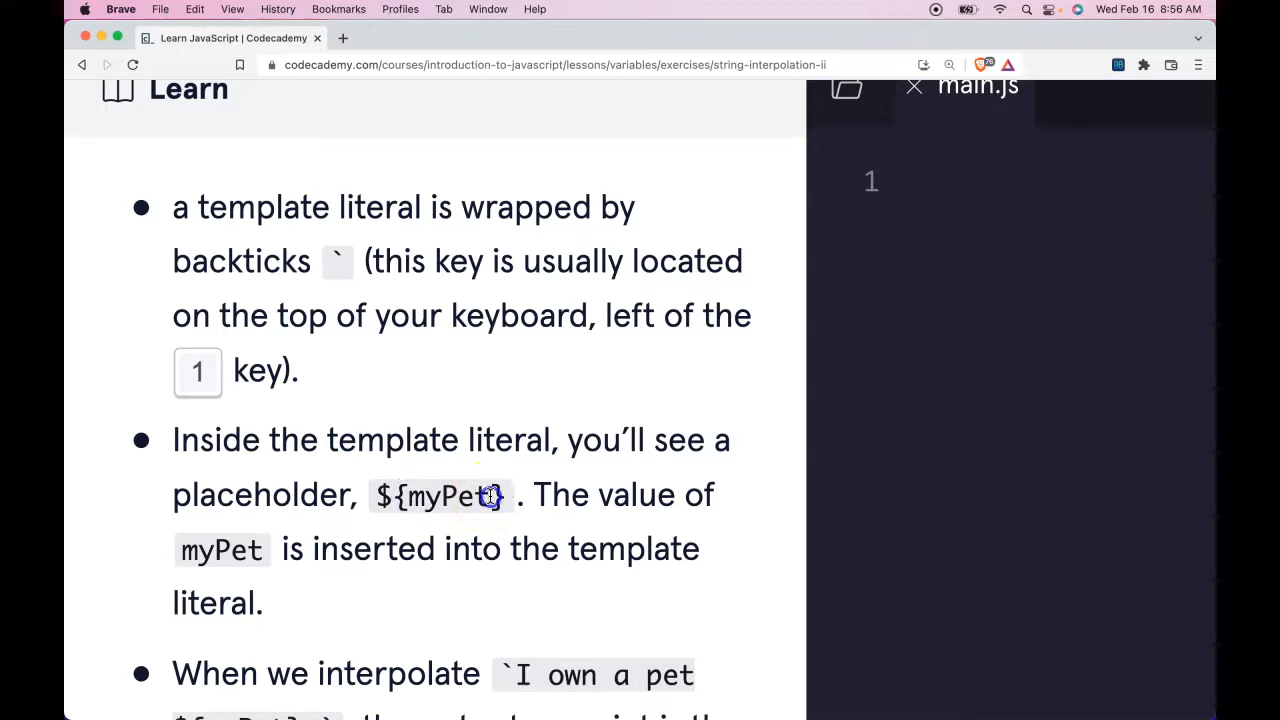 Brave File Edit View History Bookmarks Profiles Tab Window Help Wed Feb 16 8:56 AM
Learn JavaScript | Codecademy
codecademy.com/courses/introduction-to-javascript/lessons/variables/exercises/string-interpolation-ii
Learn
main.js
1
a template literal is wrapped by
backticks ` (this key is usually located
on the top of your keyboard, left of the
1 key).
Inside the template literal, you’ll see a
placeholder, ${myPet} . The value of
myPet is inserted into the template
literal.
When we interpolate `I own a pet